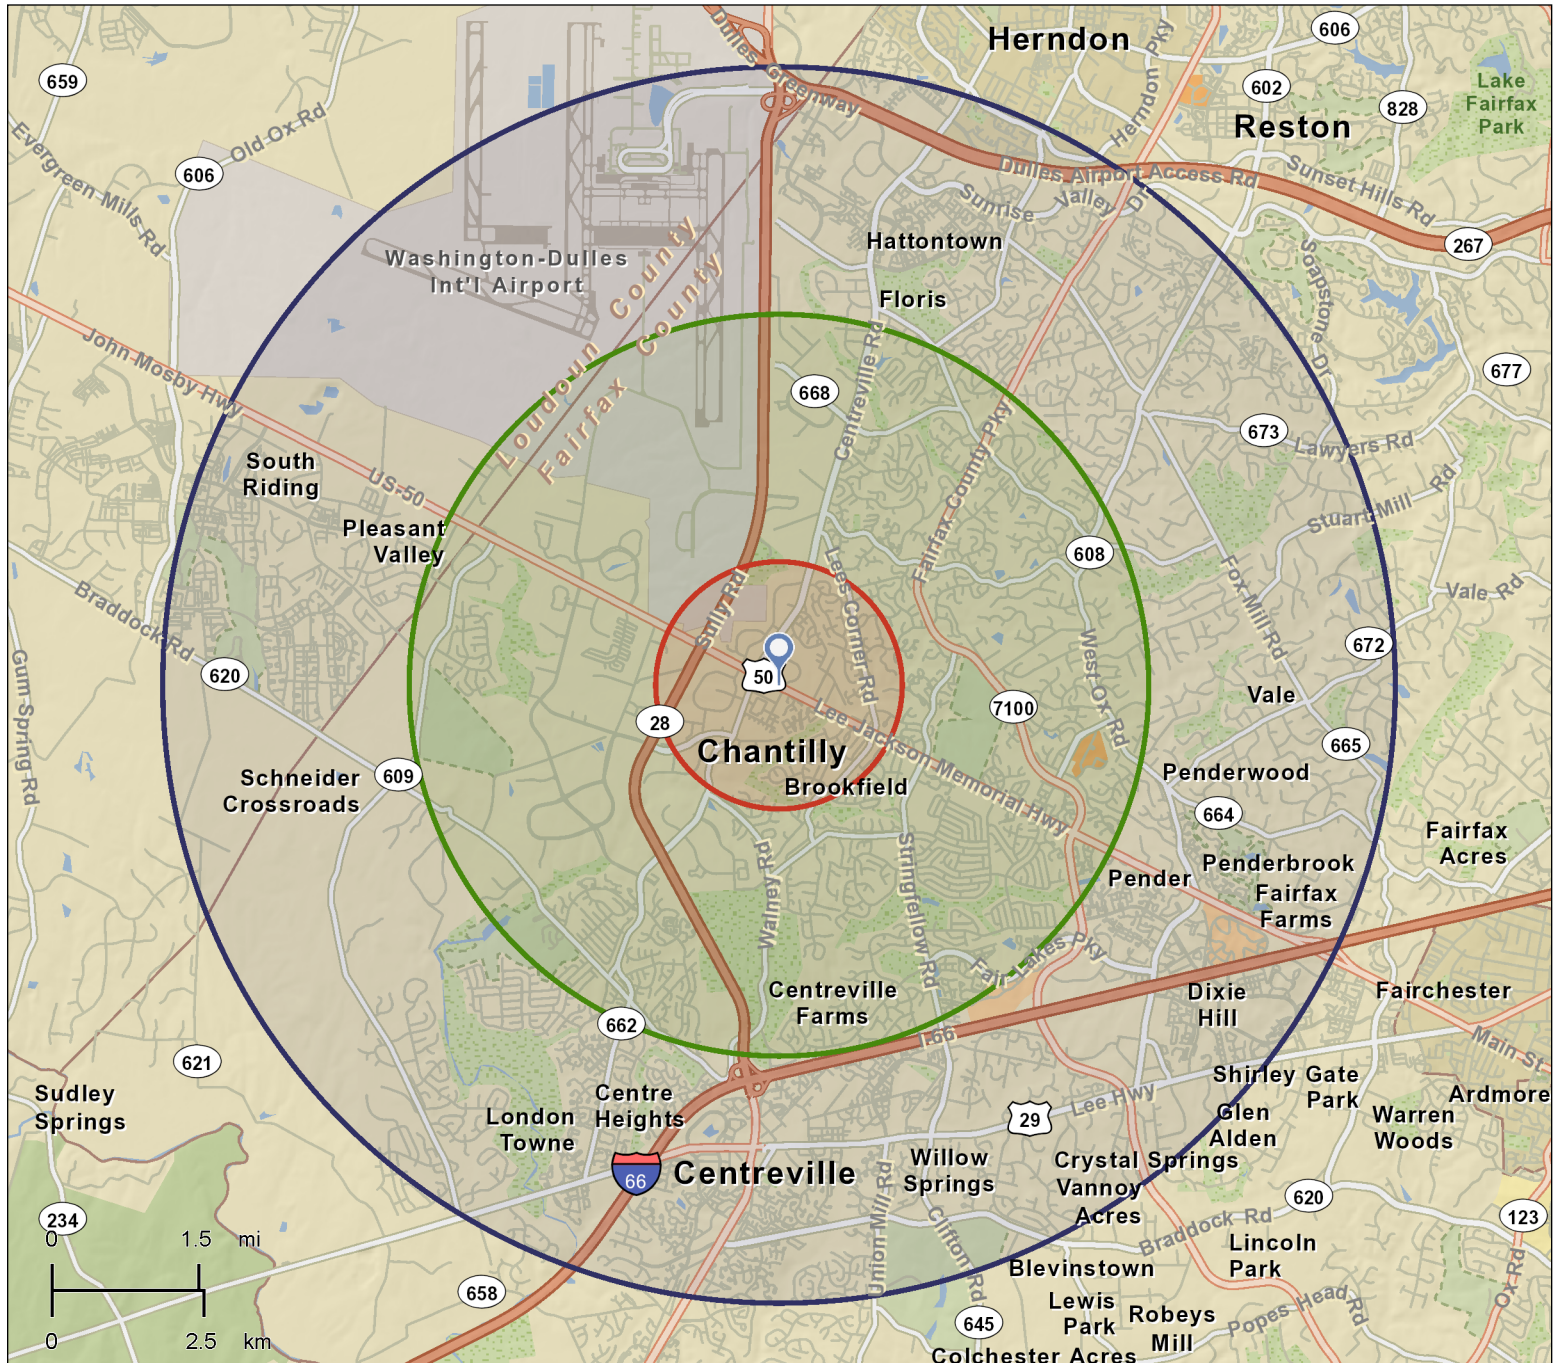 Herndon
606
659
Dulles Greenway
602
Lake
Fairfax
Park
828
Herndon Pky
Reston
Old Ox Rd
Evergreen Mills Rd
606
Dulles Airport Access Rd
Sunset Hills Rd
Sunrise Valley Dr
267
Hattontown
Washington-Dulles
Int'l Airport
Loudoun County
Fairfax County
Floris
Soapstone Dr
John Mosby Hwy
668
Centreville Rd
677
Fairfax County Pky
673
Lawyers Rd
South
Riding
US-50
Stuart Mill Rd
Pleasant
Valley
608
Lees Corner Rd
Sully Rd
Fox Mill Rd
Vale Rd
Braddock Rd
West Ox Rd
672
Gum Spring Rd
620
50
Vale
7100
28
Lee Jackson Memorial Hwy
665
Chantilly
Penderwood
Schneider
Crossroads
609
Brookfield
664
Fairfax
Acres
Walney Rd
Stringfellow Rd
Penderbrook
Pender
Fairfax
Farms
Fair Lakes Pky
Centreville
Farms
Dixie
Hill
Fairchester
662
I-66
Main St
621
Shirley Gate
Park
Sudley
Springs
Centre
Heights
Lee Hwy
Ardmore
London
Towne
29
Glen
Alden
Warren
Woods
Willow
Springs
Crystal Springs
66
Centreville
Vannoy
Acres
620
234
Union Mill Rd
Clifton Rd
Braddock Rd
123
0 1.5 mi
Lincoln
Park
Blevinstown
Ox Rd
658
Lewis
Park
Robeys
Mill
Popes Head Rd
645
0 2.5 km
Colchester Acres